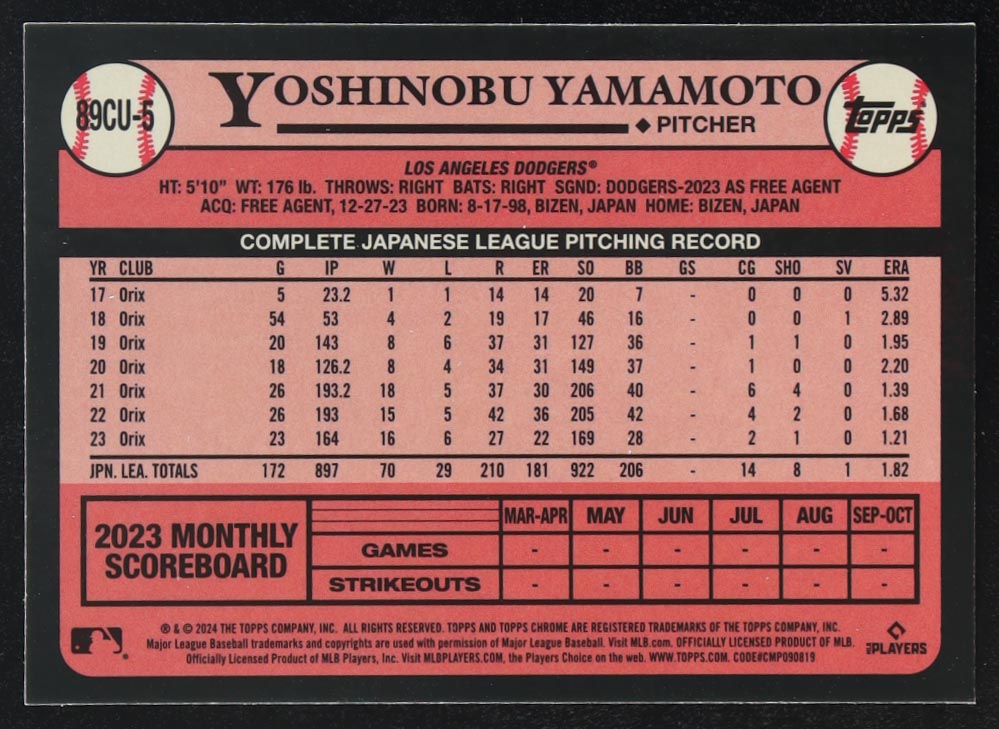 89CU-5
YOSHINOBU YAMAMOTO
◆ PITCHER
topps
LOS ANGELES DODGERS®
HT: 5'10" WT: 176 lb. THROWS: RIGHT BATS: RIGHT SGND: DODGERS-2023 AS FREE AGENT
ACQ: FREE AGENT, 12-27-23 BORN: 8-17-98, BIZEN, JAPAN HOME: BIZEN, JAPAN
COMPLETE JAPANESE LEAGUE PITCHING RECORD
YR CLUB G IP W L R ER SO BB GS CG SHO SV ERA
17 Orix 5 23.2 1 1 14 14 20 7 - 0 0 0 5.32
18 Orix 54 53 4 2 19 17 46 16 - 0 0 1 2.89
19 Orix 20 143 8 6 37 31 127 36 - 1 1 0 1.95
20 Orix 18 126.2 8 4 34 31 149 37 - 1 0 0 2.20
21 Orix 26 193.2 18 5 37 30 206 40 - 6 4 0 1.39
22 Orix 26 193 15 5 42 36 205 42 - 4 2 0 1.68
23 Orix 23 164 16 6 27 22 169 28 - 2 1 0 1.21
JPN. LEA. TOTALS 172 897 70 29 210 181 922 206 - 14 8 1 1.82
2023 MONTHLY
SCOREBOARD
MAR-APR MAY JUN JUL AUG SEP-OCT
GAMES - - - - - -
STRIKEOUTS - - - - - -
® & © 2024 THE TOPPS COMPANY, INC. ALL RIGHTS RESERVED. TOPPS AND TOPPS CHROME ARE REGISTERED TRADEMARKS OF THE TOPPS COMPANY, INC.
Major League Baseball trademarks and copyrights are used with permission of Major League Baseball. Visit MLB.com. OFFICIALLY LICENSED PRODUCT OF MLB
Officially Licensed Product of MLB Players, Inc. Visit MLBPLAYERS.COM, the Players Choice on the web. WWW.TOPPS.COM. CODE#CMP090819
MLB PLAYERS